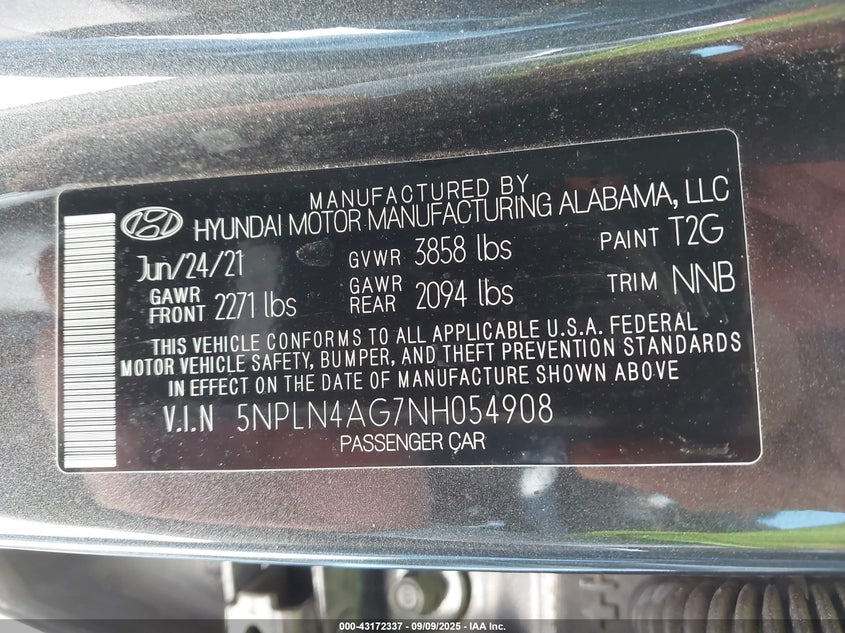 MANUFACTURED BY
HYUNDAI MOTOR MANUFACTURING ALABAMA, LLC
Jun/24/21 GVWR 3858 lbs PAINT T2G
GAWR FRONT 2271 lbs GAWR REAR 2094 lbs TRIM NNB
THIS VEHICLE CONFORMS TO ALL APPLICABLE U.S.A. FEDERAL
MOTOR VEHICLE SAFETY, BUMPER, AND THEFT PREVENTION STANDARDS
IN EFFECT ON THE DATE OF MANUFACTURE SHOWN ABOVE
V.I.N 5NPLN4AG7NH054908
PASSENGER CAR
000-43172337 - 09/09/2025 - IAA Inc.